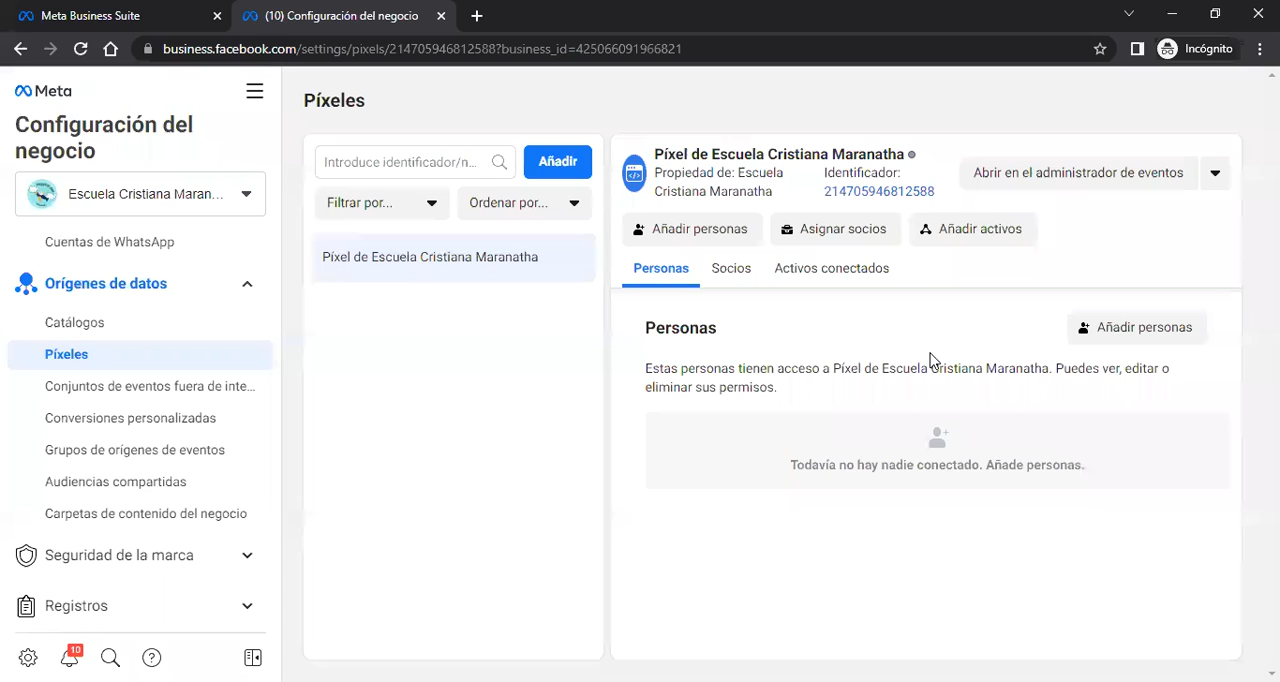 Meta Business Suite
(10) Configuración del negocio
business.facebook.com/settings/pixels/214705946812588?business_id=425066091966821
Incógnito
Meta
Configuración del
negocio
Escuela Cristiana Maran...
Cuentas de WhatsApp
Orígenes de datos
Catálogos
Píxeles
Conjuntos de eventos fuera de inte...
Conversiones personalizadas
Grupos de orígenes de eventos
Audiencias compartidas
Carpetas de contenido del negocio
Seguridad de la marca
Registros
10
Píxeles
Introduce identificador/n...
Añadir
Filtrar por...
Ordenar por...
Píxel de Escuela Cristiana Maranatha
Píxel de Escuela Cristiana Maranatha
Propiedad de: Escuela
Cristiana Maranatha
Identificador:
214705946812588
Abrir en el administrador de eventos
Añadir personas
Asignar socios
Añadir activos
Personas
Socios
Activos conectados
Personas
Añadir personas
Estas personas tienen acceso a Píxel de Escuela Cristiana Maranatha. Puedes ver, editar o
eliminar sus permisos.
Todavía no hay nadie conectado. Añade personas.